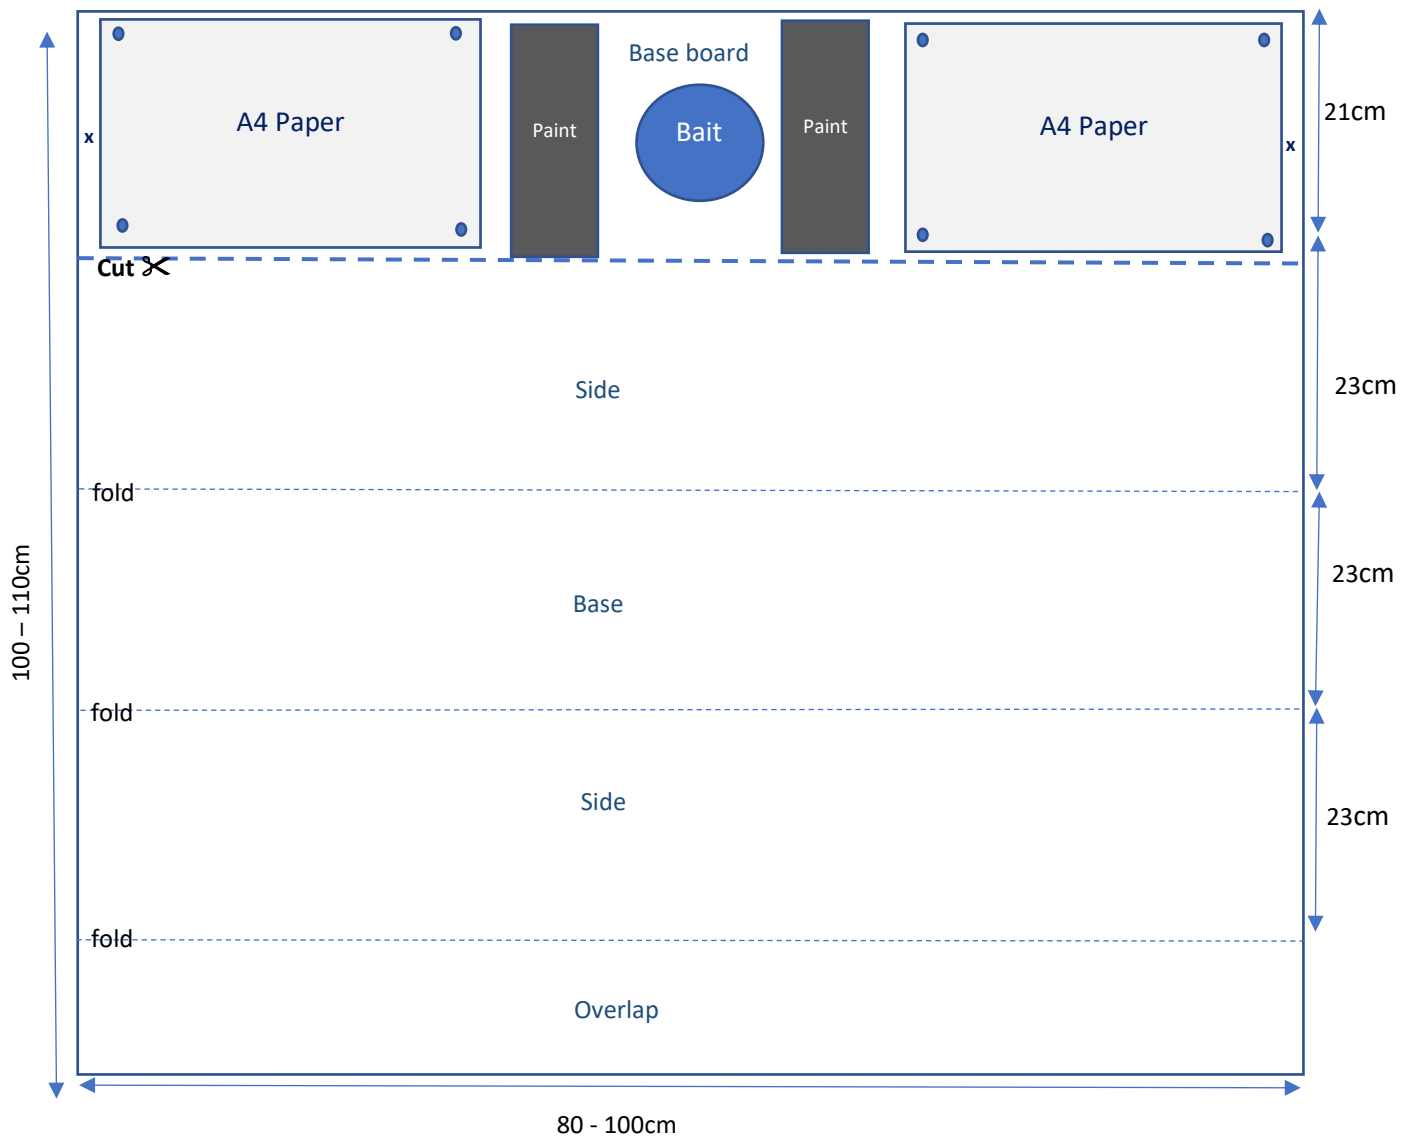 Base board
A4 Paper
Paint
Bait
Paint
A4 Paper
21cm
x
x
Cut
Side
23cm
fold
100 – 110cm
Base
23cm
fold
Side
23cm
fold
Overlap
80 - 100cm